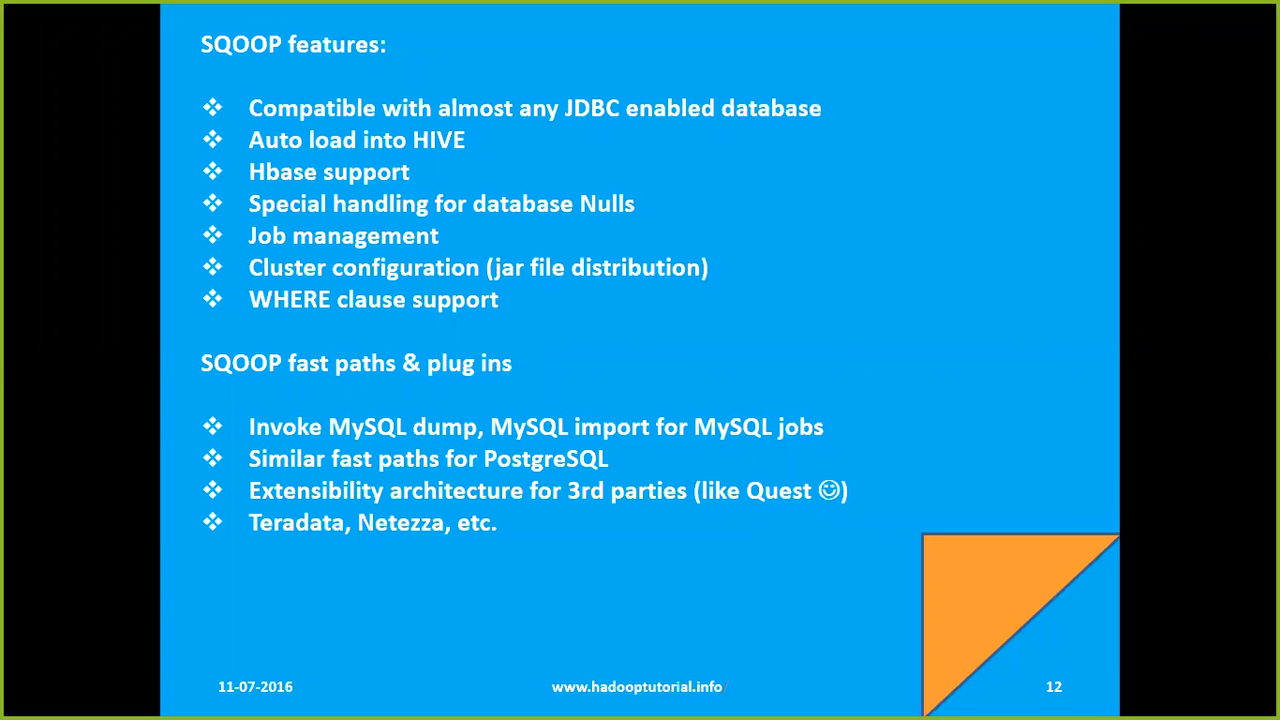 SQOOP features:
❖ Compatible with almost any JDBC enabled database
❖ Auto load into HIVE
❖ Hbase support
❖ Special handling for database Nulls
❖ Job management
❖ Cluster configuration (jar file distribution)
❖ WHERE clause support
SQOOP fast paths & plug ins
❖ Invoke MySQL dump, MySQL import for MySQL jobs
❖ Similar fast paths for PostgreSQL
❖ Extensibility architecture for 3rd parties (like Quest ☺)
❖ Teradata, Netezza, etc.
11-07-2016
www.hadooptutorial.info
12